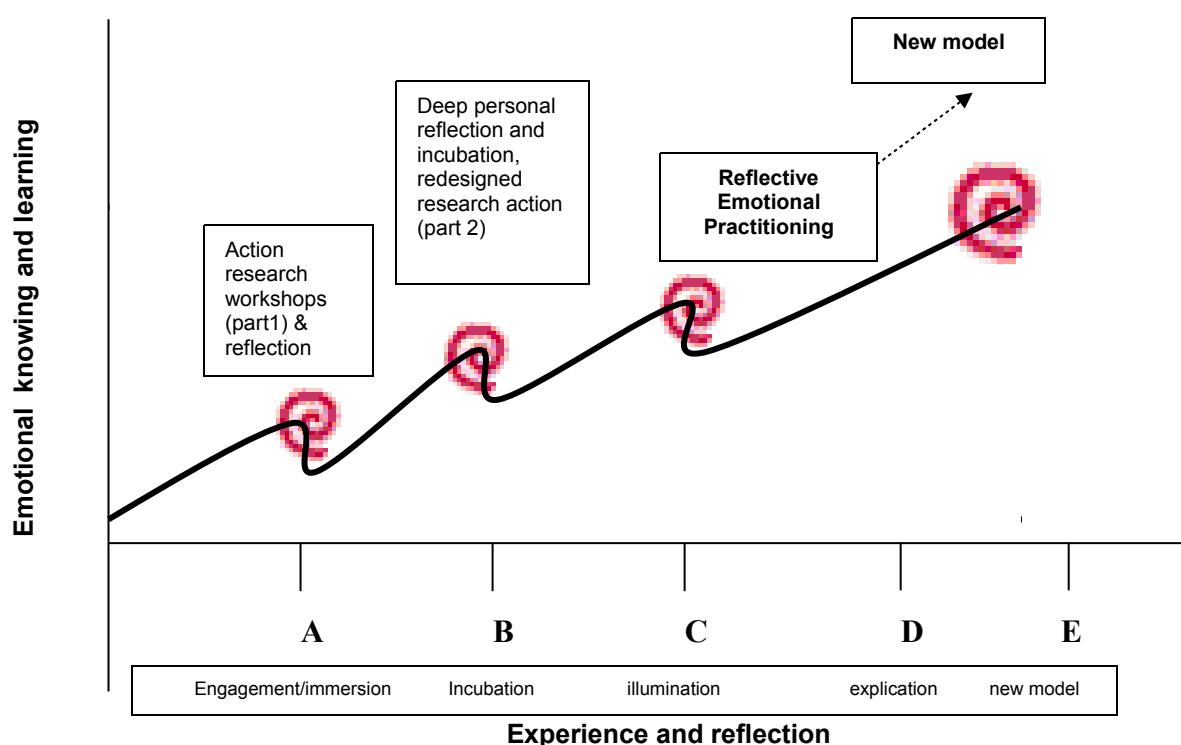 New model
Deep personal
reflection and
incubation,
redesigned
research action
(part 2)
Reflective
Emotional
Practitioning
Action
research
workshops
(part1) &
reflection
Emotional knowing and learning
A B C D E
Engagement/immersion Incubation illumination explication new model
Experience and reflection